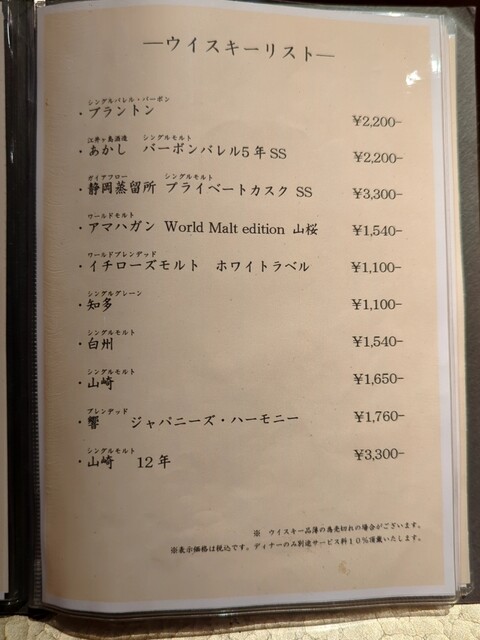 ―ウイスキーリスト―
シングルバレル・バーボン
・ブラントン ¥2,200-
江井ヶ島酒造 シングルモルト
・あかし バーボンバレル5年SS ¥2,200-
ガイアフロー シングルモルト
・静岡蒸留所 プライベートカスク SS ¥3,300-
ワールドモルト
・アマハガン World Malt edition 山桜 ¥1,540-
ワールドブレンデッド
・イチローズモルト ホワイトラベル ¥1,100-
シングルグレーン
・知多 ¥1,100-
シングルモルト
・白州 ¥1,540-
シングルモルト
・山崎 ¥1,650-
ブレンデッド
・響 ジャパニーズ・ハーモニー ¥1,760-
シングルモルト
・山崎 12年 ¥3,300-
※ ウイスキー品薄の為売切れの場合がございます。
※表示価格は税込です。ディナーのみ別途サービス料10%頂戴いたします。